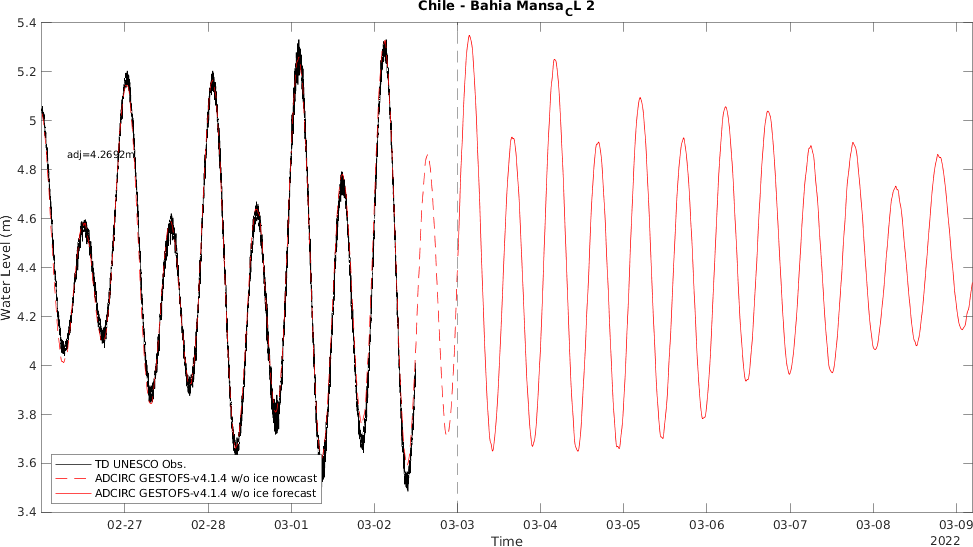 Chile - Bahia MansaCL 2
5.4
5.2
5
4.8
4.6
4.4
4.2
4
3.8
3.6
3.4
Water Level (m)
adj=4.2692m
TD UNESCO Obs.
ADCIRC GESTOFS-v4.1.4 w/o ice nowcast
ADCIRC GESTOFS-v4.1.4 w/o ice forecast
02-27 02-28 03-01 03-02 03-03 03-04 03-05 03-06 03-07 03-08 03-09
Time 2022